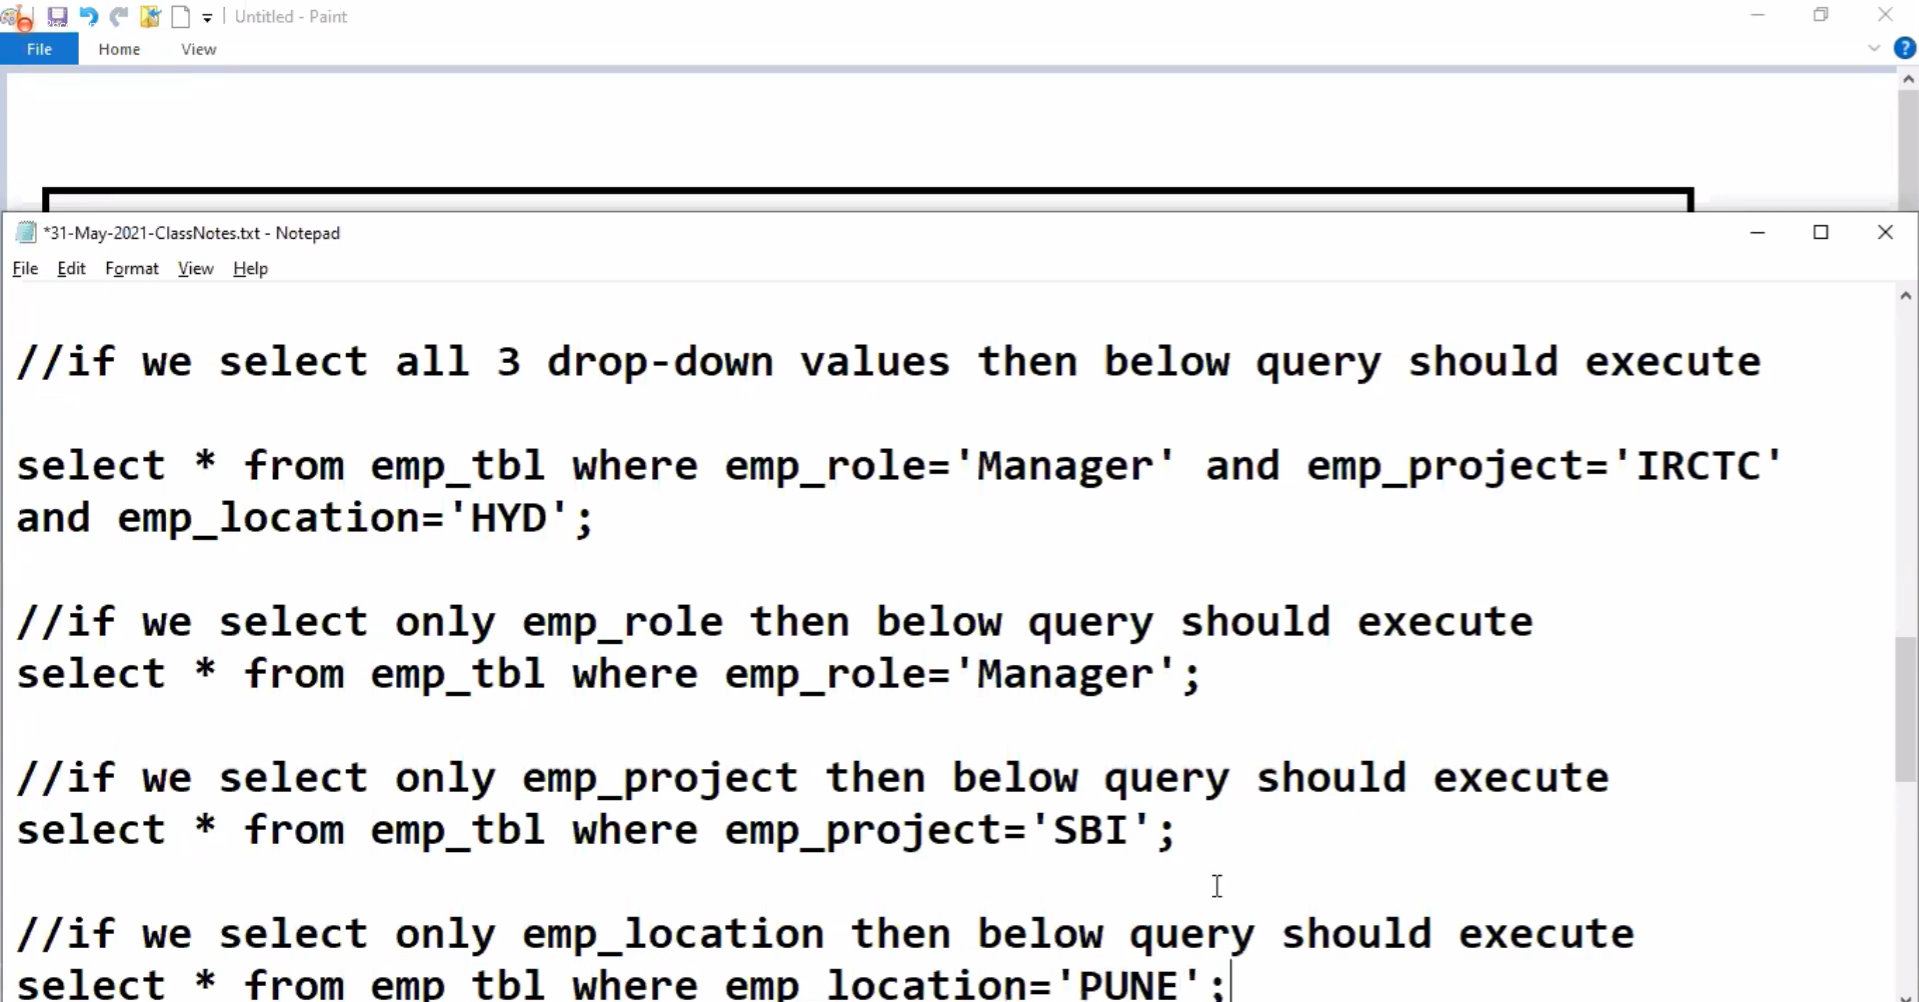 Untitled - Paint
File Home View
*31-May-2021-ClassNotes.txt - Notepad
File Edit Format View Help
//if we select all 3 drop-down values then below query should execute
select * from emp_tbl where emp_role='Manager' and emp_project='IRCTC'
and emp_location='HYD';
//if we select only emp_role then below query should execute
select * from emp_tbl where emp_role='Manager';
//if we select only emp_project then below query should execute
select * from emp_tbl where emp_project='SBI';
//if we select only emp_location then below query should execute
select * from emp_tbl where emp_location='PUNE';